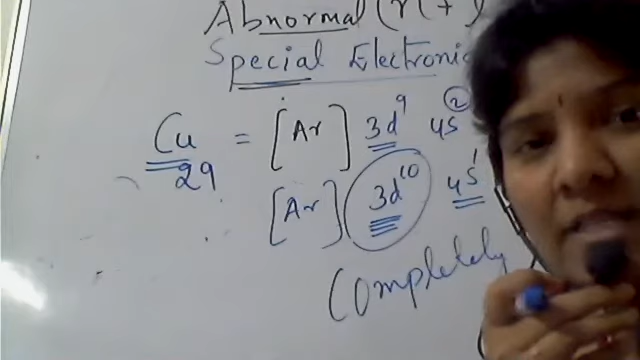 Abnormal (
Special Electronic
Cu = [Ar] 3d⁹ 4s²
29
[Ar] 3d¹⁰ 4s¹
Completely